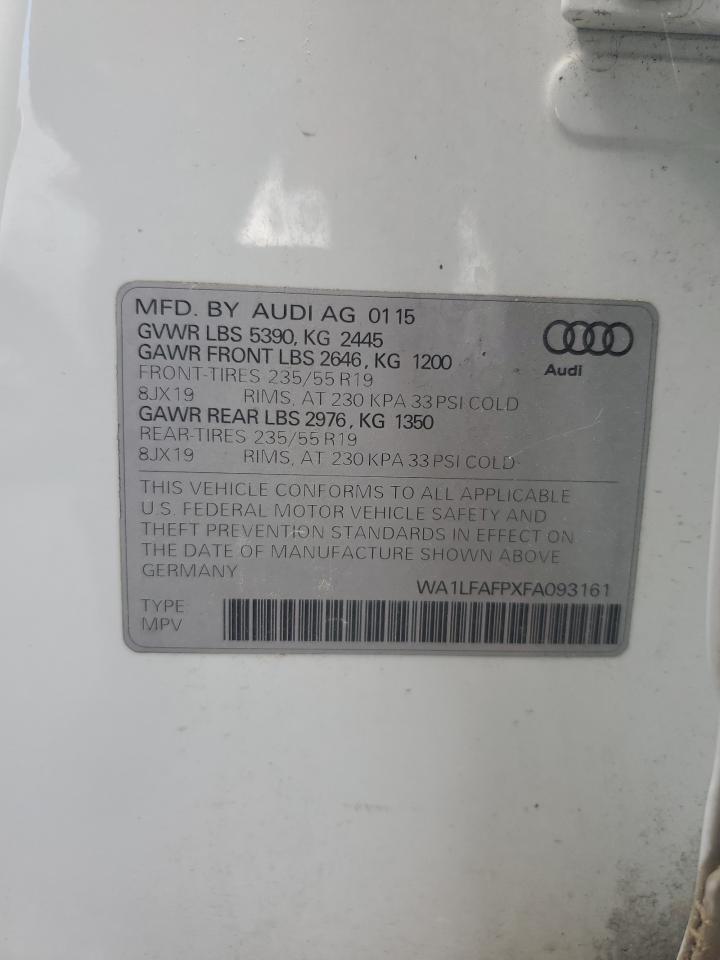 MFD. BY AUDI AG 01 15
GVWR LBS 5390, KG 2445
GAWR FRONT LBS 2646, KG 1200
FRONT-TIRES 235/55 R19
8JX19 RIMS, AT 230 KPA 33 PSI COLD
GAWR REAR LBS 2976, KG 1350
REAR-TIRES 235/55 R19
8JX19 RIMS, AT 230 KPA 33 PSI COLD
Audi
THIS VEHICLE CONFORMS TO ALL APPLICABLE
U.S. FEDERAL MOTOR VEHICLE SAFETY AND
THEFT PREVENTION STANDARDS IN EFFECT ON
THE DATE OF MANUFACTURE SHOWN ABOVE
GERMANY
WA1LFAFPXFA093161
TYPE
MPV